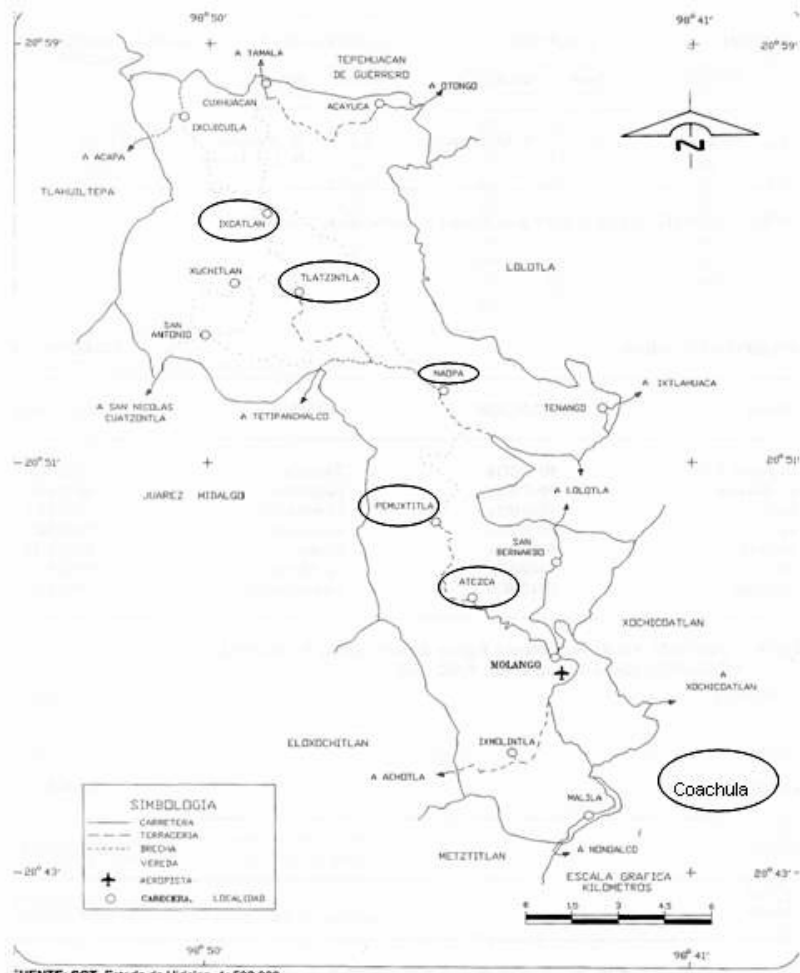 98° 50'
98° 41'
20° 59'
20° 59'
A TAMALA
TEPEHUACAN
DE GUERRERO
A OTONGO
CUXHUACAN
ACAYUCA
IXCUICUILA
A ACAPA
N
TLAHUILTEPA
IXCATLAN
LOLOTLA
XUCHITLAN
TLATZINTLA
SAN
ANTONIO
NAOPA
A SAN NICOLAS
CUATZONTLA
A TETIPANCHALCO
TENANGO
A IXTLAHUACA
20° 51
20° 51
JUAREZ HIDALGO
PEMUXTITLA
A LOLOTLA
SAN
BERNARDO
ATEZCA
XOCHICOATLAN
MOLANGO
A
XOCHICOATLAN
ELOXOCHITLAN
IXMOLINTLA
A ACHOTLA
Coachula
MALILA
SIMBOLOGIA
CARRETERA
TERRACERIA
BRECHA
VEREDA
AEROPISTA
CABECERA, LOCALIDAD
METZTITLAN
A NONOALCO
20° 43
20° 43'
ESCALA GRAFICA
KILOMETROS
0 1.5 3 4.5 6
98° 50'
98° 41'